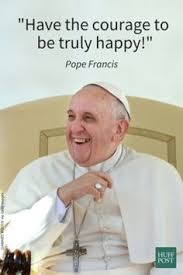 "Have the courage to
be truly happy!"
Pope Francis
HUFF
POST